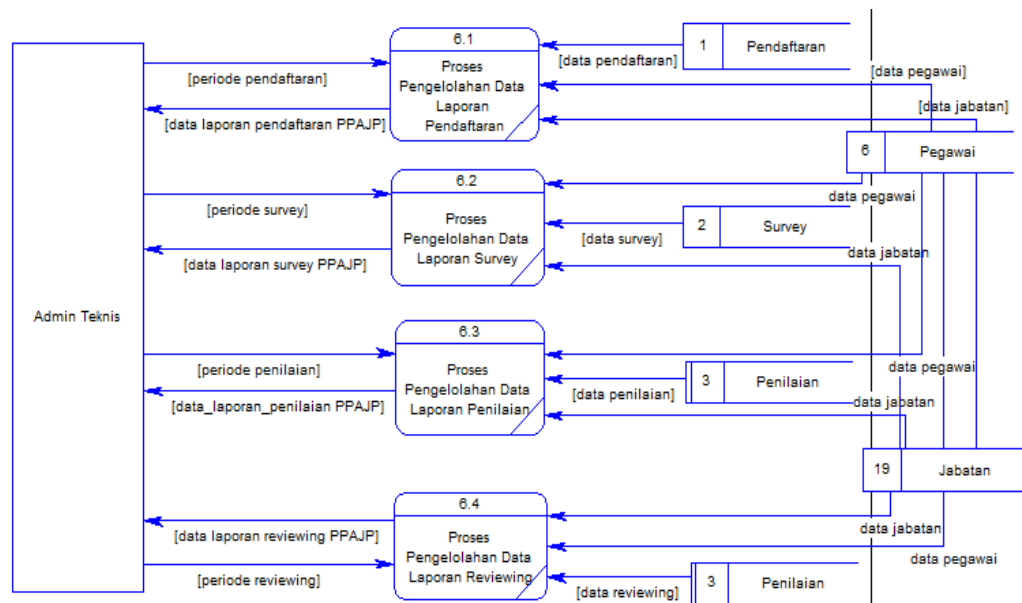 6.1
Proses
Pengelolahan Data
Laporan
Pendaftaran
[periode pendaftaran]
[data laporan pendaftaran PPAJP]
1
Pendaftaran
[data pendaftaran]
[data pegawai]
[data jabatan]
6
Pegawai
6.2
Proses
Pengelolahan Data
Laporan Survey
[periode survey]
[data laporan survey PPAJP]
data pegawai
2
Survey
[data survey]
data jabatan
Admin Teknis
6.3
Proses
Pengelolahan Data
Laporan Penilaian
[periode penilaian]
[data_laporan_penilaian PPAJP]
data pegawai
3
Penilaian
[data penilaian]
data jabatan
19
Jabatan
6.4
Proses
Pengelolahan Data
Laporan Reviewing
[data laporan reviewing PPAJP]
[periode reviewing]
data jabatan
data pegawai
3
Penilaian
[data reviewing]